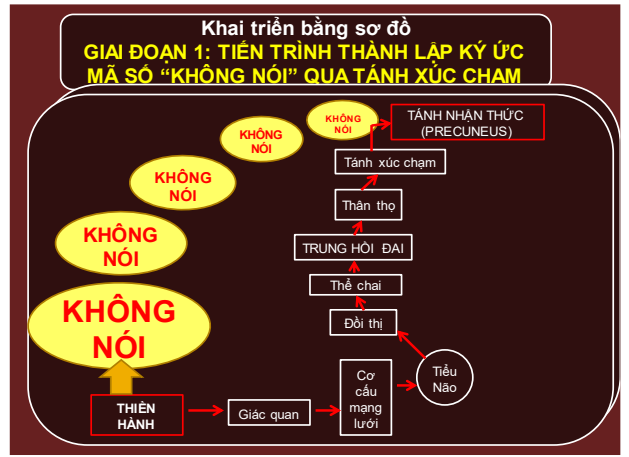 Khai triển bằng sơ đồ
GIAI ĐOẠN 1: TIẾN TRÌNH THÀNH LẬP KÝ ỨC
MÃ SỐ “KHÔNG NÓI” QUA TÁNH XÚC CHAM
KHÔNG
NÓI
TÁNH NHẬN THỨC
(PRECUNEUS)
KHÔNG
NÓI
Tánh xúc chạm
KHÔNG
NÓI
Thân thọ
KHÔNG
NÓI
TRUNG HỒI ĐAI
Thể chai
KHÔNG
NÓI
Đồi thị
Tiểu
Não
Cơ
cấu
mạng
lưới
THIỀN
HÀNH
Giác quan